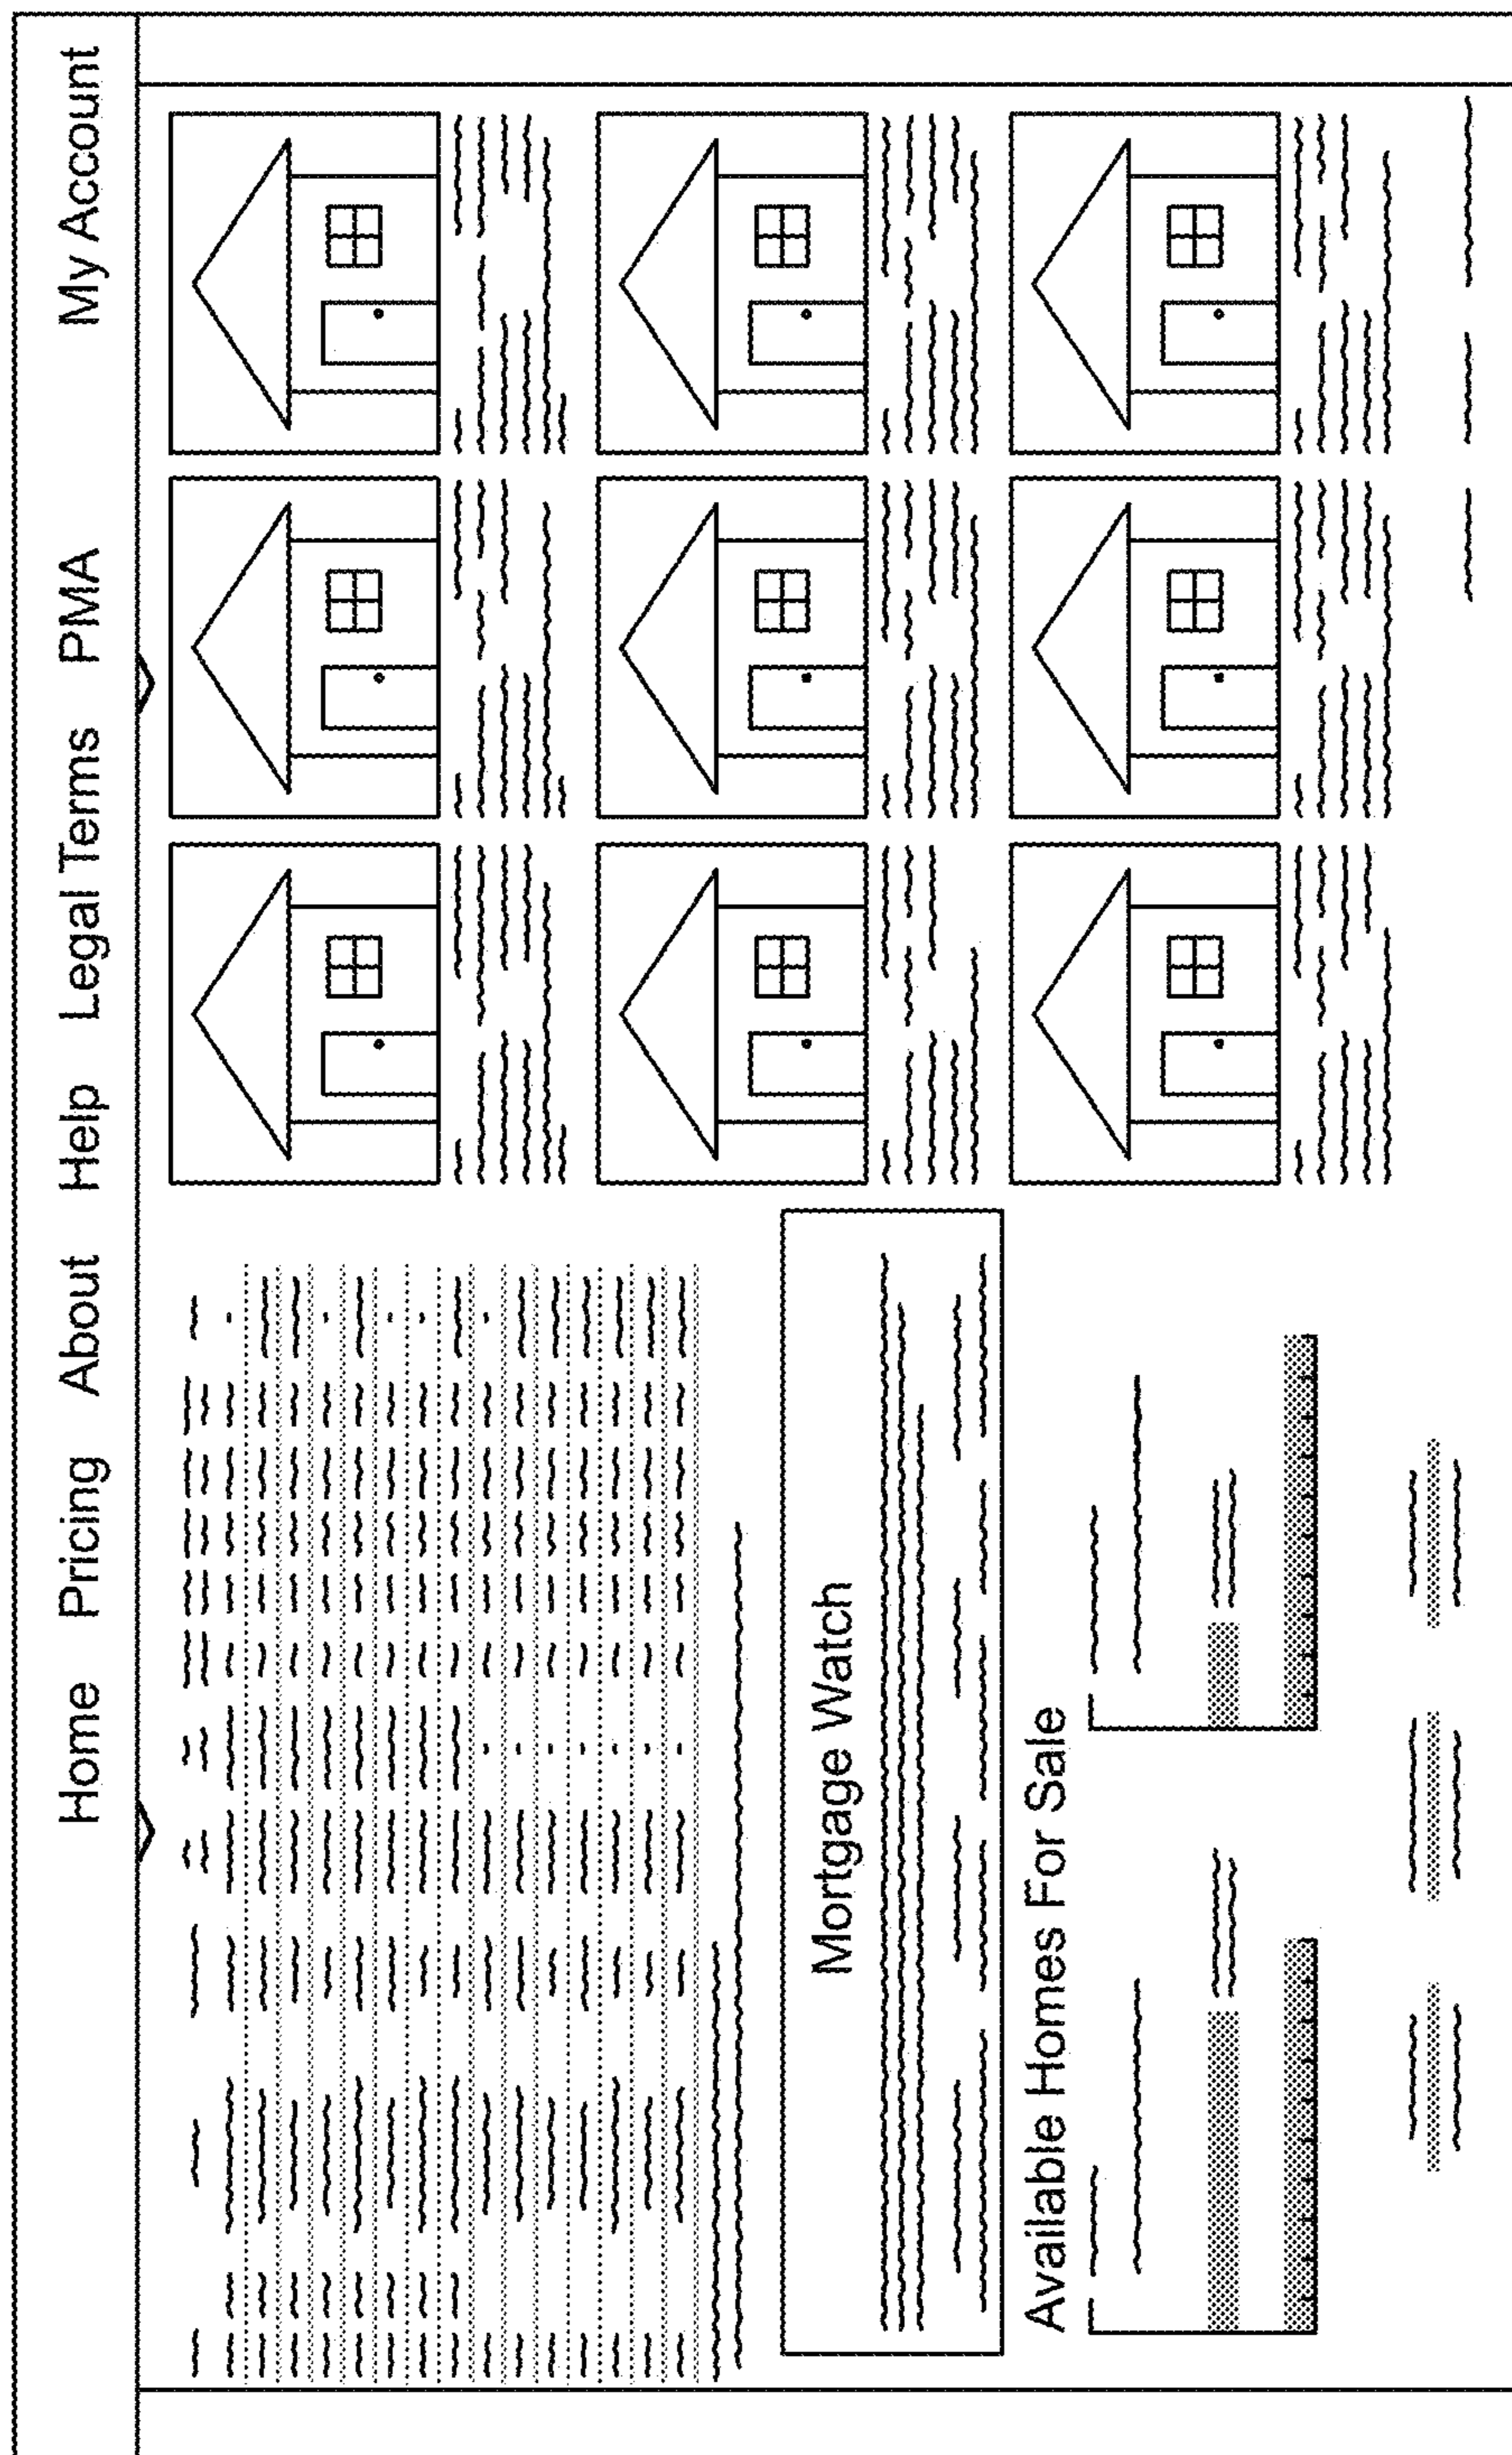 Home Pricing About Help Legal Terms PMA My Account
Mortgage Watch
Available Homes For Sale